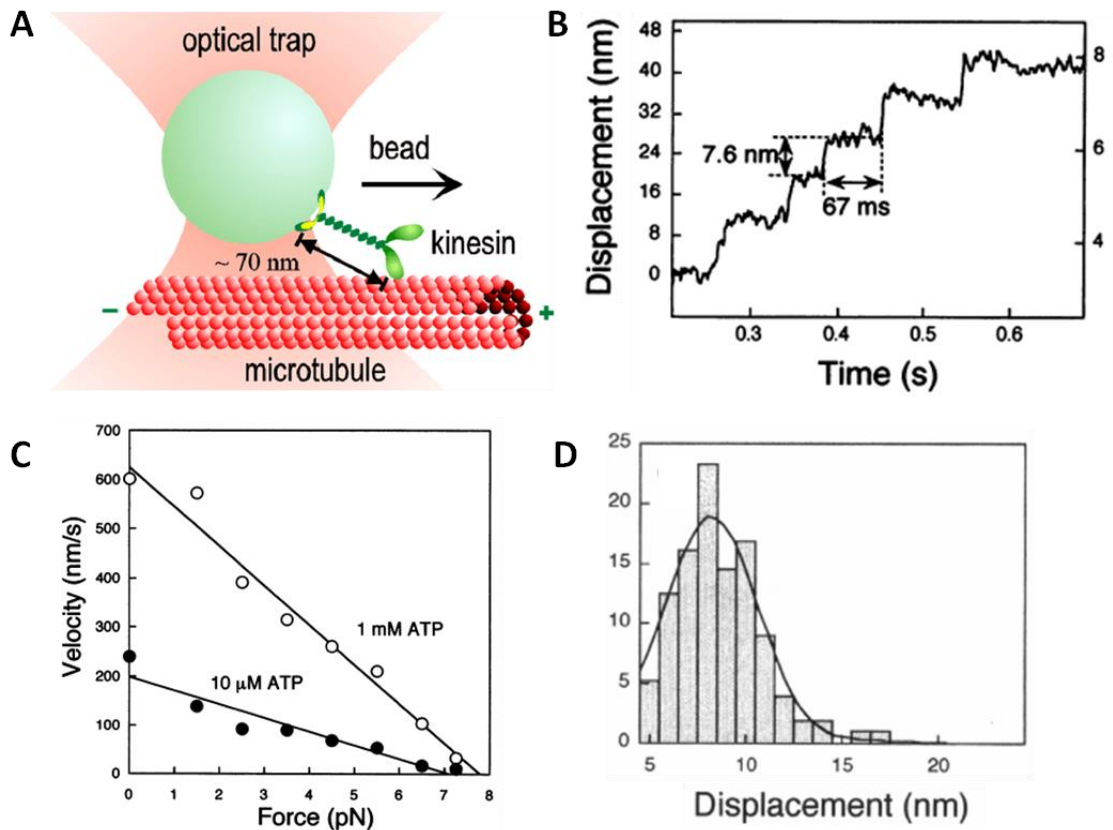 A
optical trap
bead
kinesin
~ 70 nm
−
+
microtubule
B
Displacement (nm)
48
40
32
24
16
8
0
7.6 nm
67 ms
8
6
4
0.3
0.4
0.5
0.6
Time (s)
C
Velocity (nm/s)
700
600
500
400
300
200
100
0
1 mM ATP
10 μM ATP
0
1
2
3
4
5
6
7
8
Force (pN)
D
25
20
15
10
5
0
5
10
20
Displacement (nm)